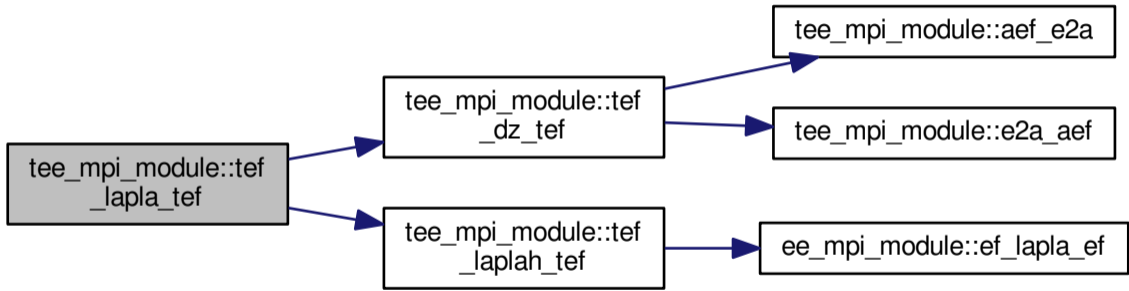 tee_mpi_module::aef_e2a
tee_mpi_module::tef
_dz_tef
tee_mpi_module::e2a_aef
tee_mpi_module::tef
_lapla_tef
tee_mpi_module::tef
_laplah_tef
ee_mpi_module::ef_lapla_ef